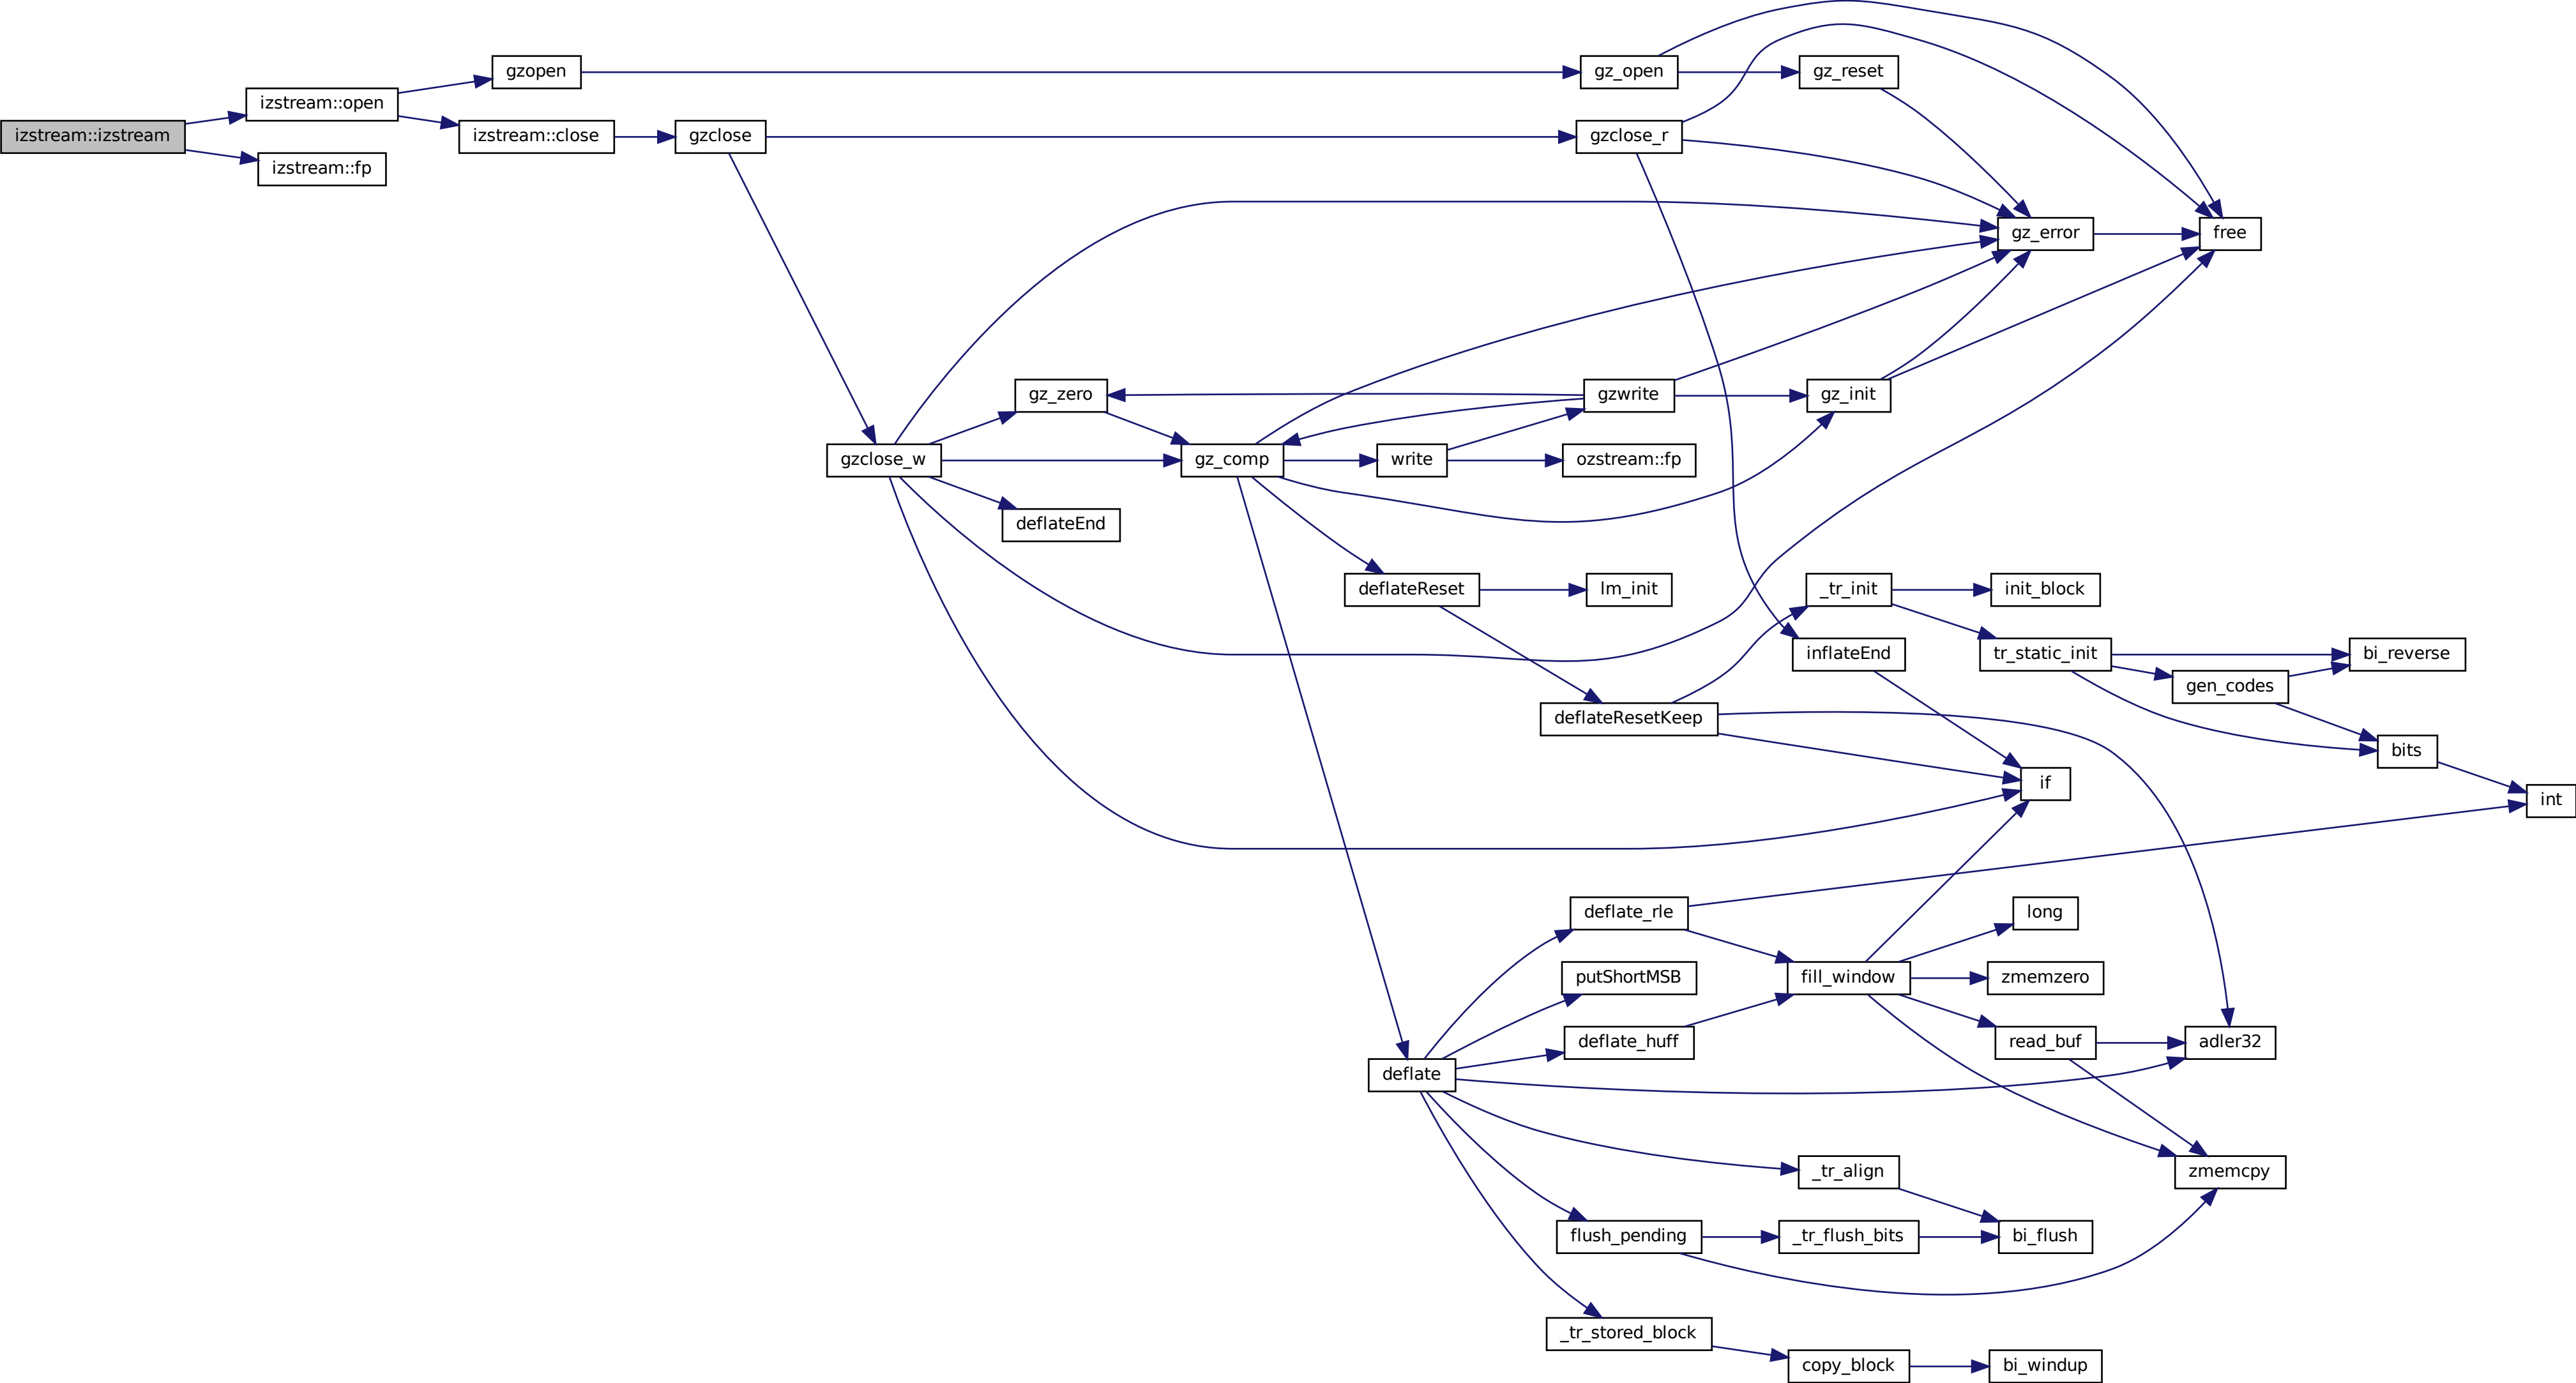 gzopen
gz_open
gz_reset
izstream::open
izstream::izstream
izstream::close
gzclose
gzclose_r
izstream::fp
gz_error
free
gz_zero
gzwrite
gz_init
gzclose_w
gz_comp
write
ozstream::fp
deflateEnd
deflateReset
lm_init
_tr_init
init_block
inflateEnd
tr_static_init
bi_reverse
gen_codes
deflateResetKeep
bits
if
int
deflate_rle
long
putShortMSB
fill_window
zmemzero
deflate_huff
read_buf
adler32
deflate
_tr_align
zmemcpy
flush_pending
_tr_flush_bits
bi_flush
_tr_stored_block
copy_block
bi_windup